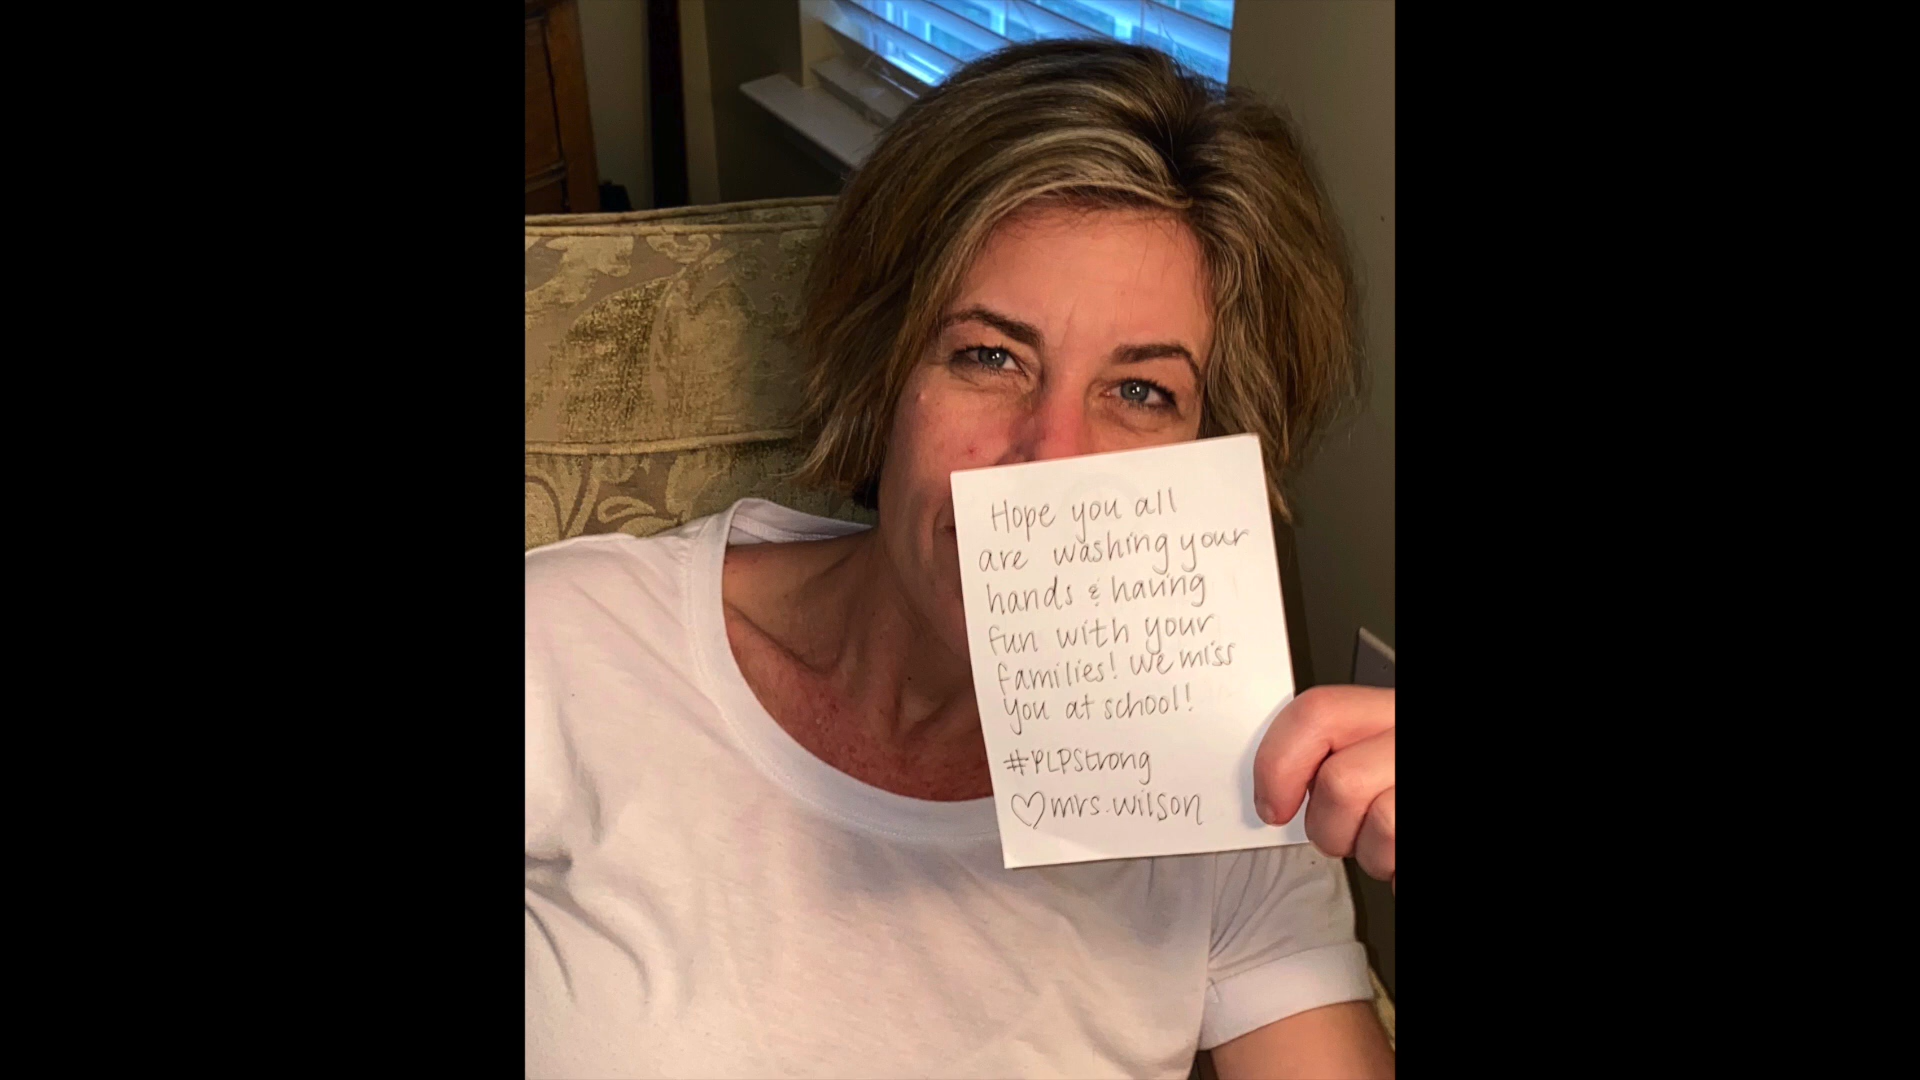 Hope you all
are washing your
hands & having
fun with your
families! we miss
you at school!
#PLPStrong
♡mrs.wilson